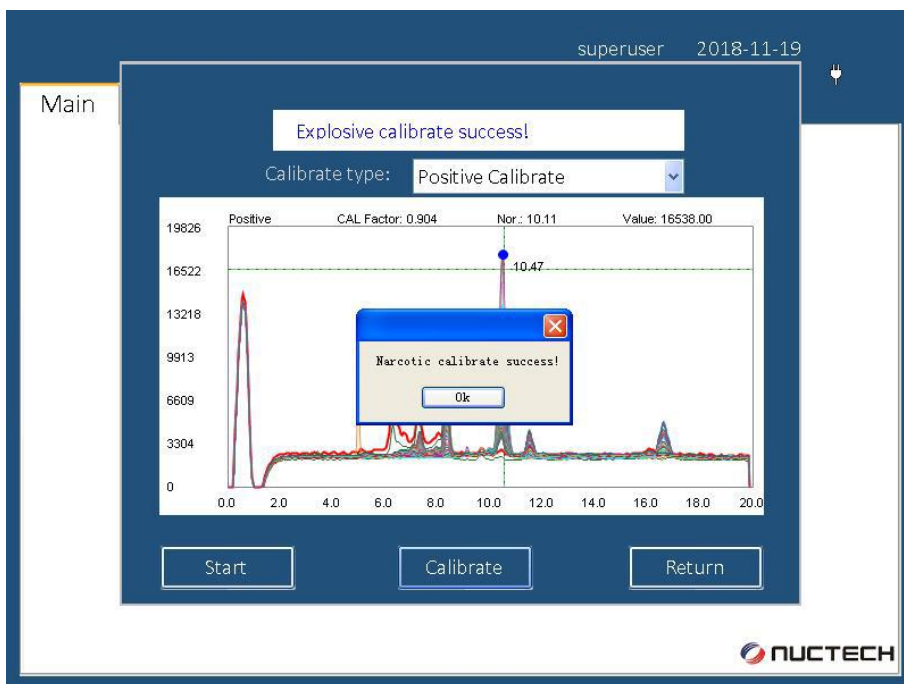 superuser 2018-11-19
Main
Explosive calibrate success!
Calibrate type: Positive Calibrate
Positive CAL Factor: 0.904 Nor.: 10.11 Value: 16538.00
19826
16522
10.47
13218
9913
Narcotic calibrate success!
6609
Ok
3304
0
0.0 2.0 4.0 6.0 8.0 10.0 12.0 14.0 16.0 18.0 20.0
Start Calibrate Return
NUCTECH